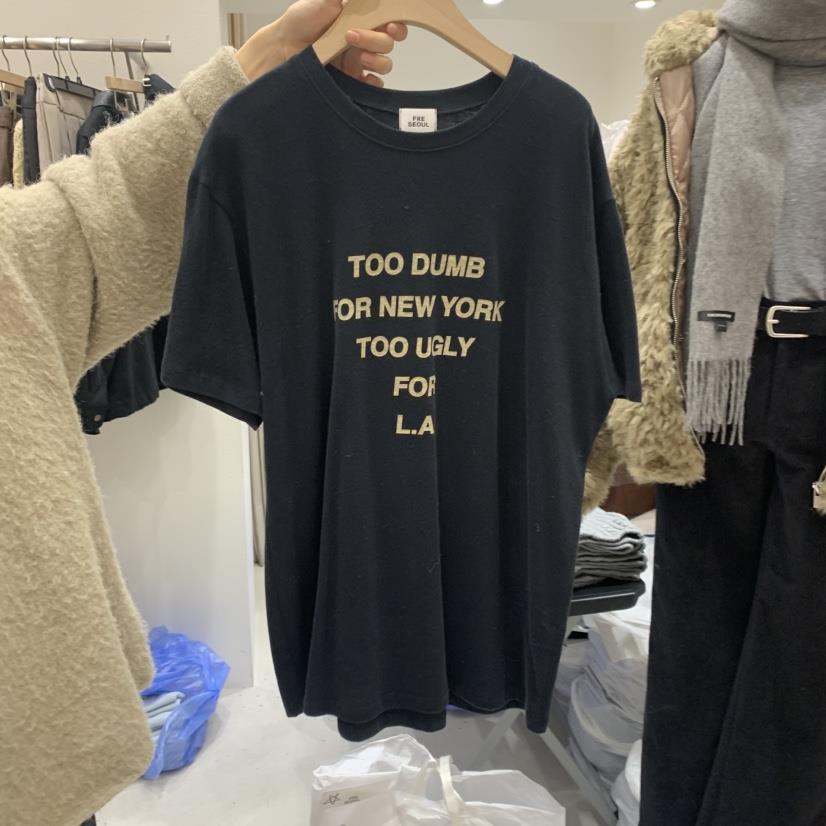 FRE
SEOUL
TOO DUMB
FOR NEW YORK
TOO UGLY
FOR
L.A